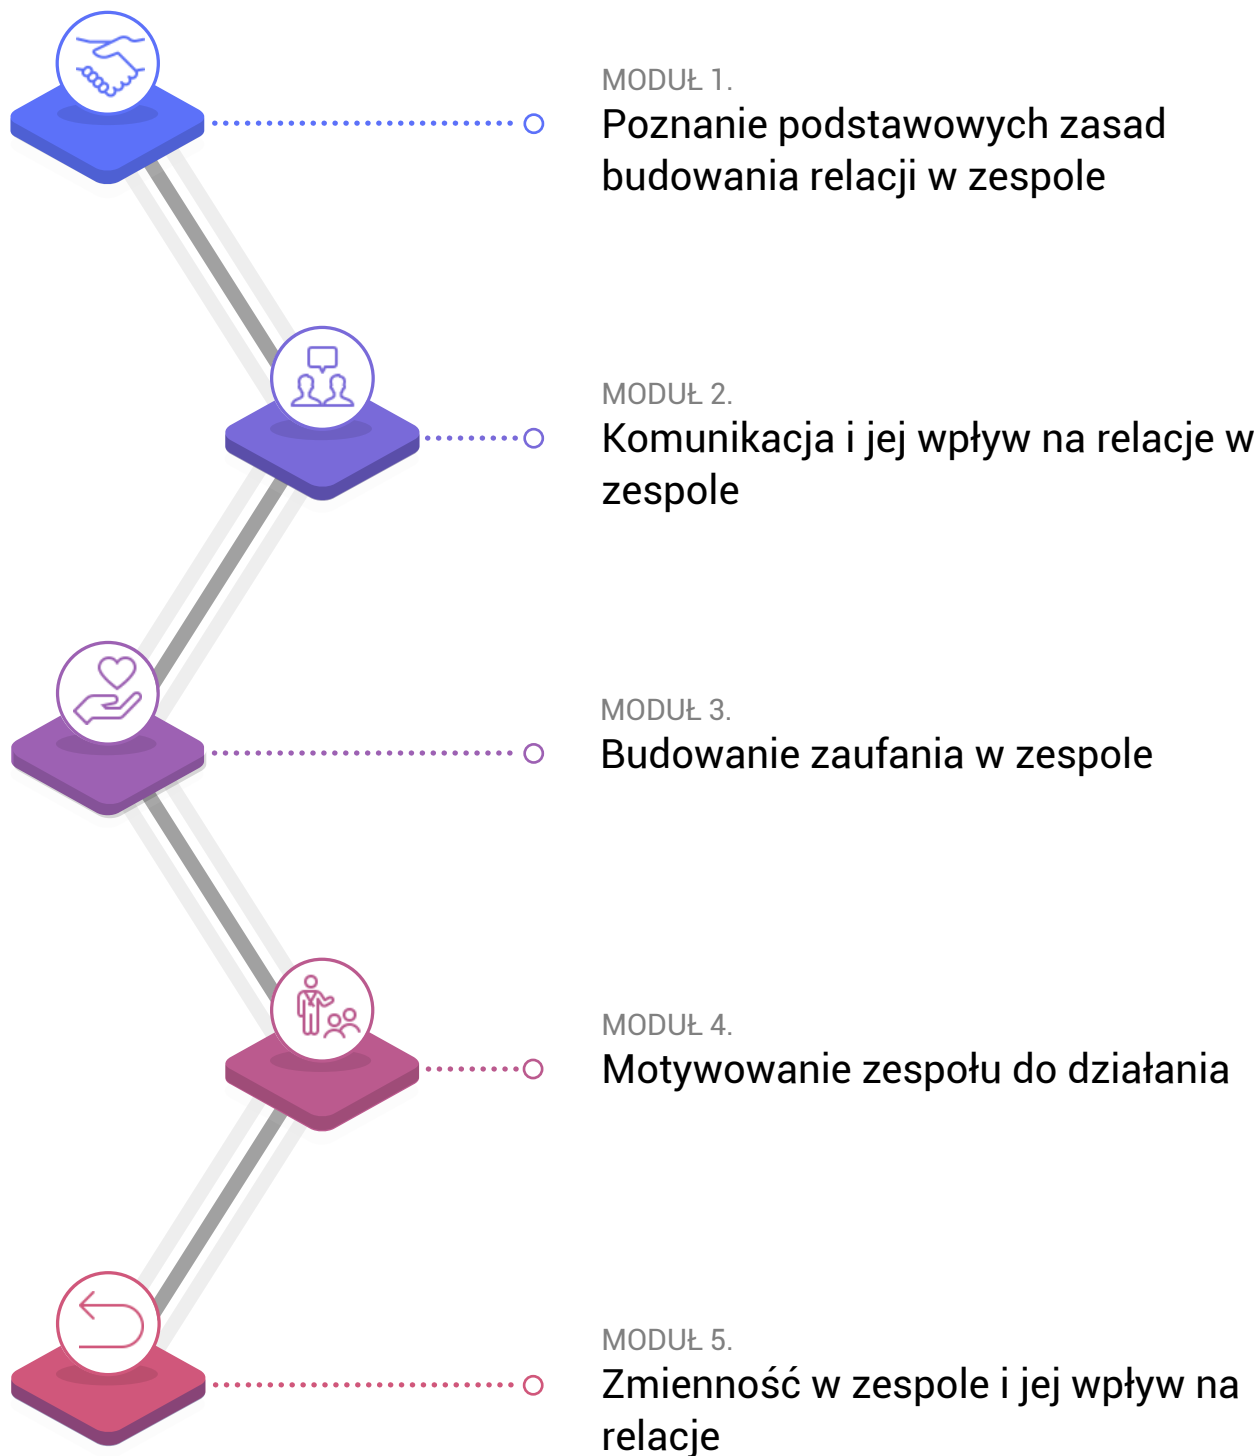 MODUŁ 1.
Poznanie podstawowych zasad
budowania relacji w zespole
MODUŁ 2.
Komunikacja i jej wpływ na relacje w
zespole
MODUŁ 3.
Budowanie zaufania w zespole
MODUŁ 4.
Motywowanie zespołu do działania
MODUŁ 5.
Zmienność w zespole i jej wpływ na
relacje